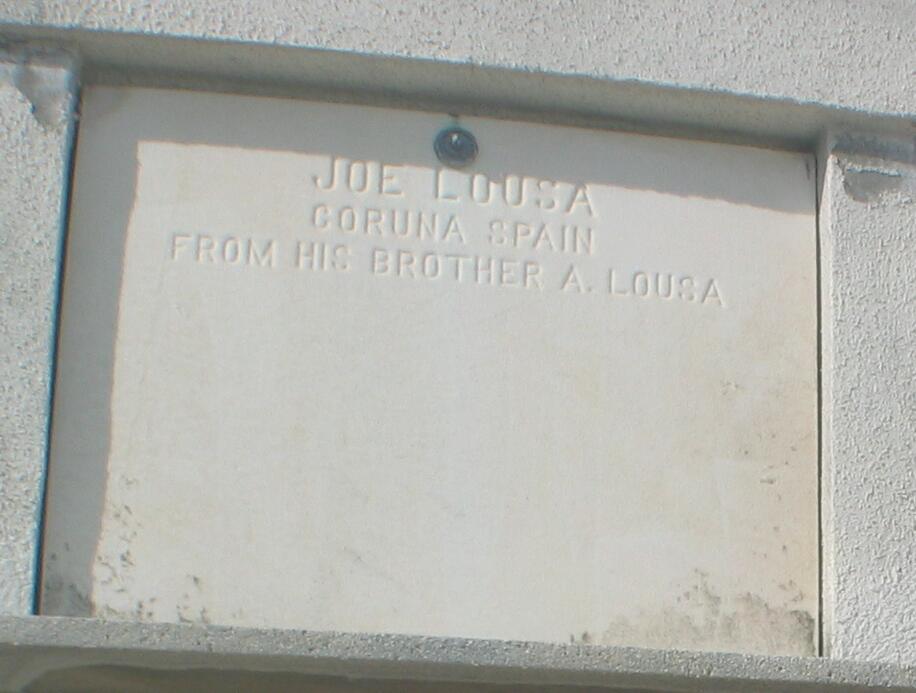 JOE LOUSA
CORUNA SPAIN
FROM HIS BROTHER A. LOUSA